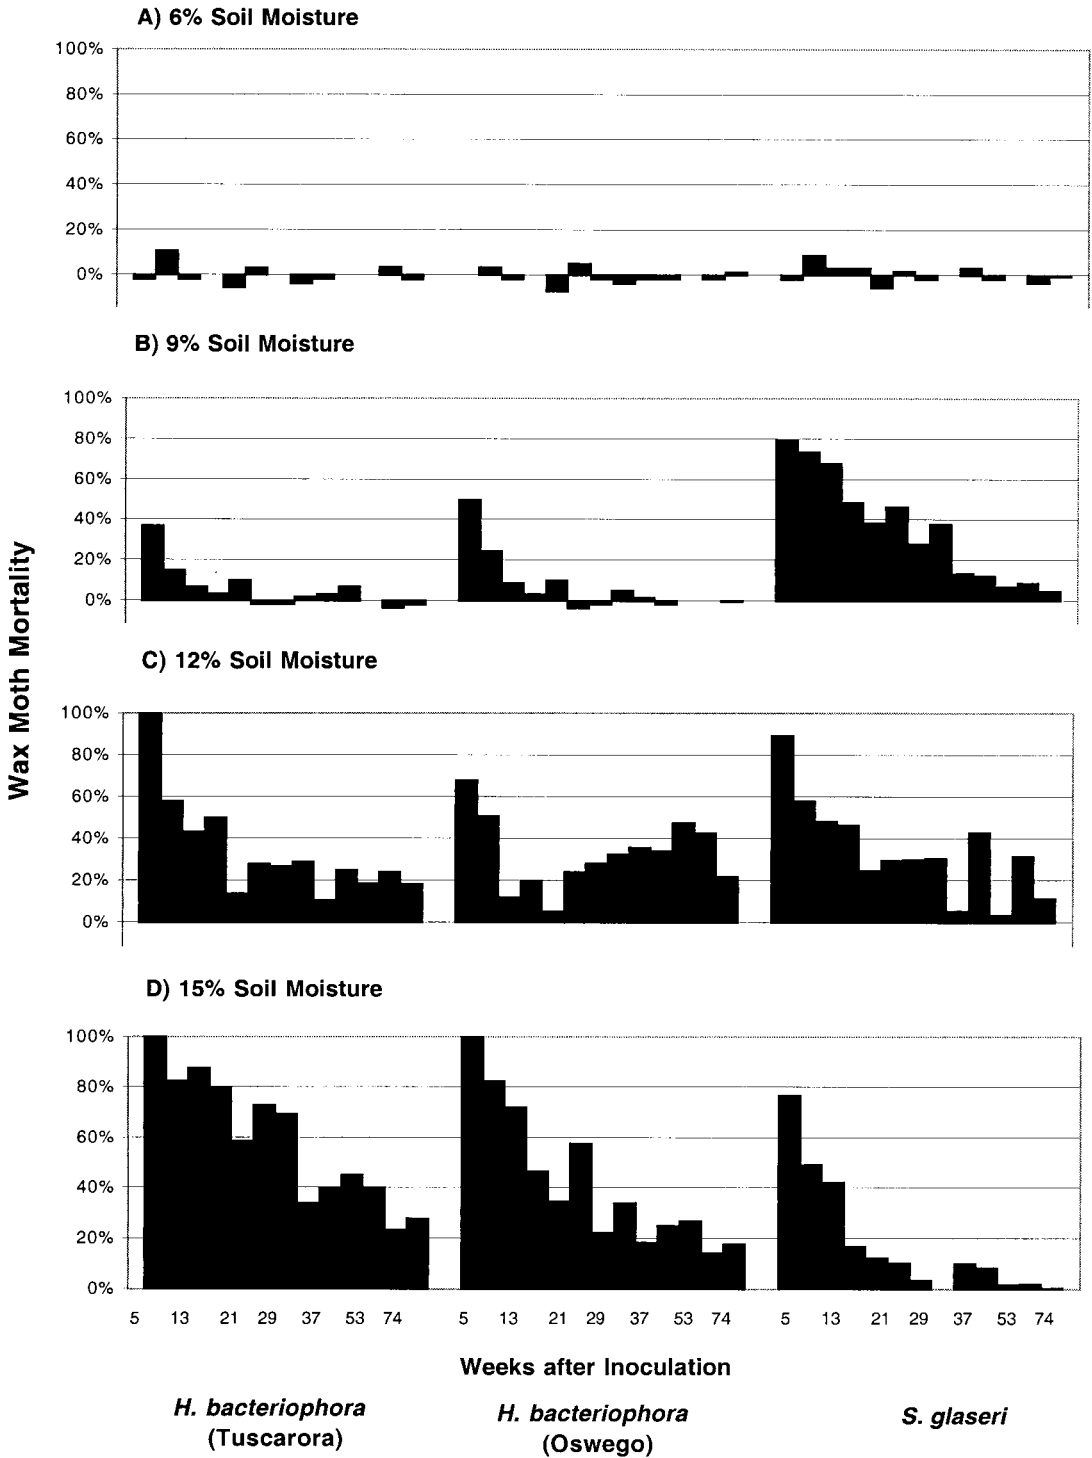 A) 6% Soil Moisture
100%
80%
60%
40%
20%
0%
B) 9% Soil Moisture
100%
80%
60%
40%
20%
0%
Wax Moth Mortality
C) 12% Soil Moisture
100%
80%
60%
40%
20%
0%
D) 15% Soil Moisture
100%
80%
60%
40%
20%
0%
5 13 21 29 37 53 74 5 13 21 29 37 53 74 5 13 21 29 37 53 74
Weeks after Inoculation
H. bacteriophora
(Tuscarora)
H. bacteriophora
(Oswego)
S. glaseri